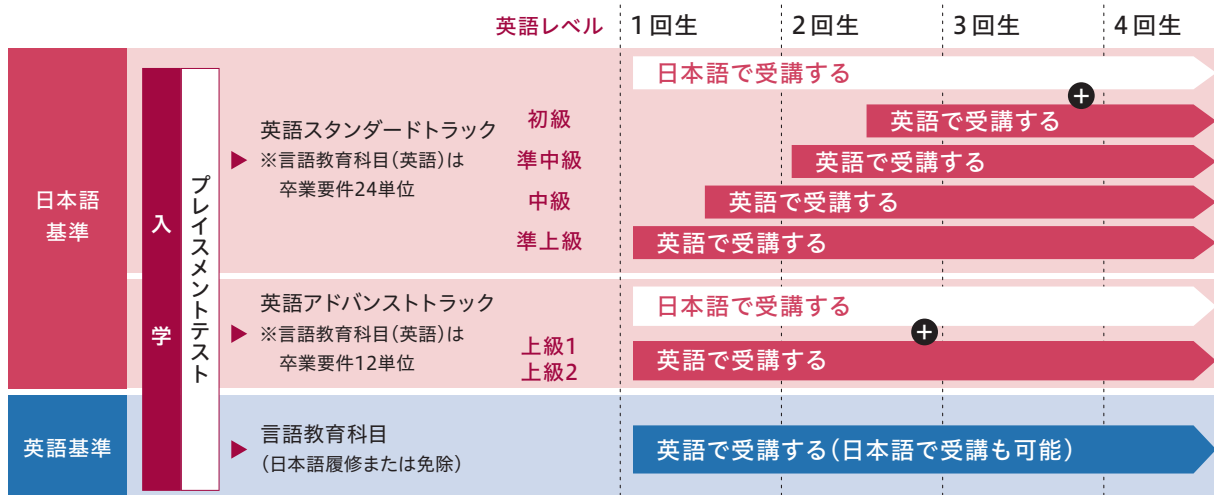 英語レベル 1回生 2回生 3回生 4回生
日本語
基準
入学
プレイスメントテスト
英語スタンダードトラック
※言語教育科目(英語)は
卒業要件24単位
日本語で受講する
+
初級 英語で受講する
準中級 英語で受講する
中級 英語で受講する
準上級 英語で受講する
英語アドバンストトラック
※言語教育科目(英語)は
卒業要件12単位
日本語で受講する
+
上級1
上級2
英語で受講する
英語基準
言語教育科目
(日本語履修または免除)
英語で受講する(日本語で受講も可能)